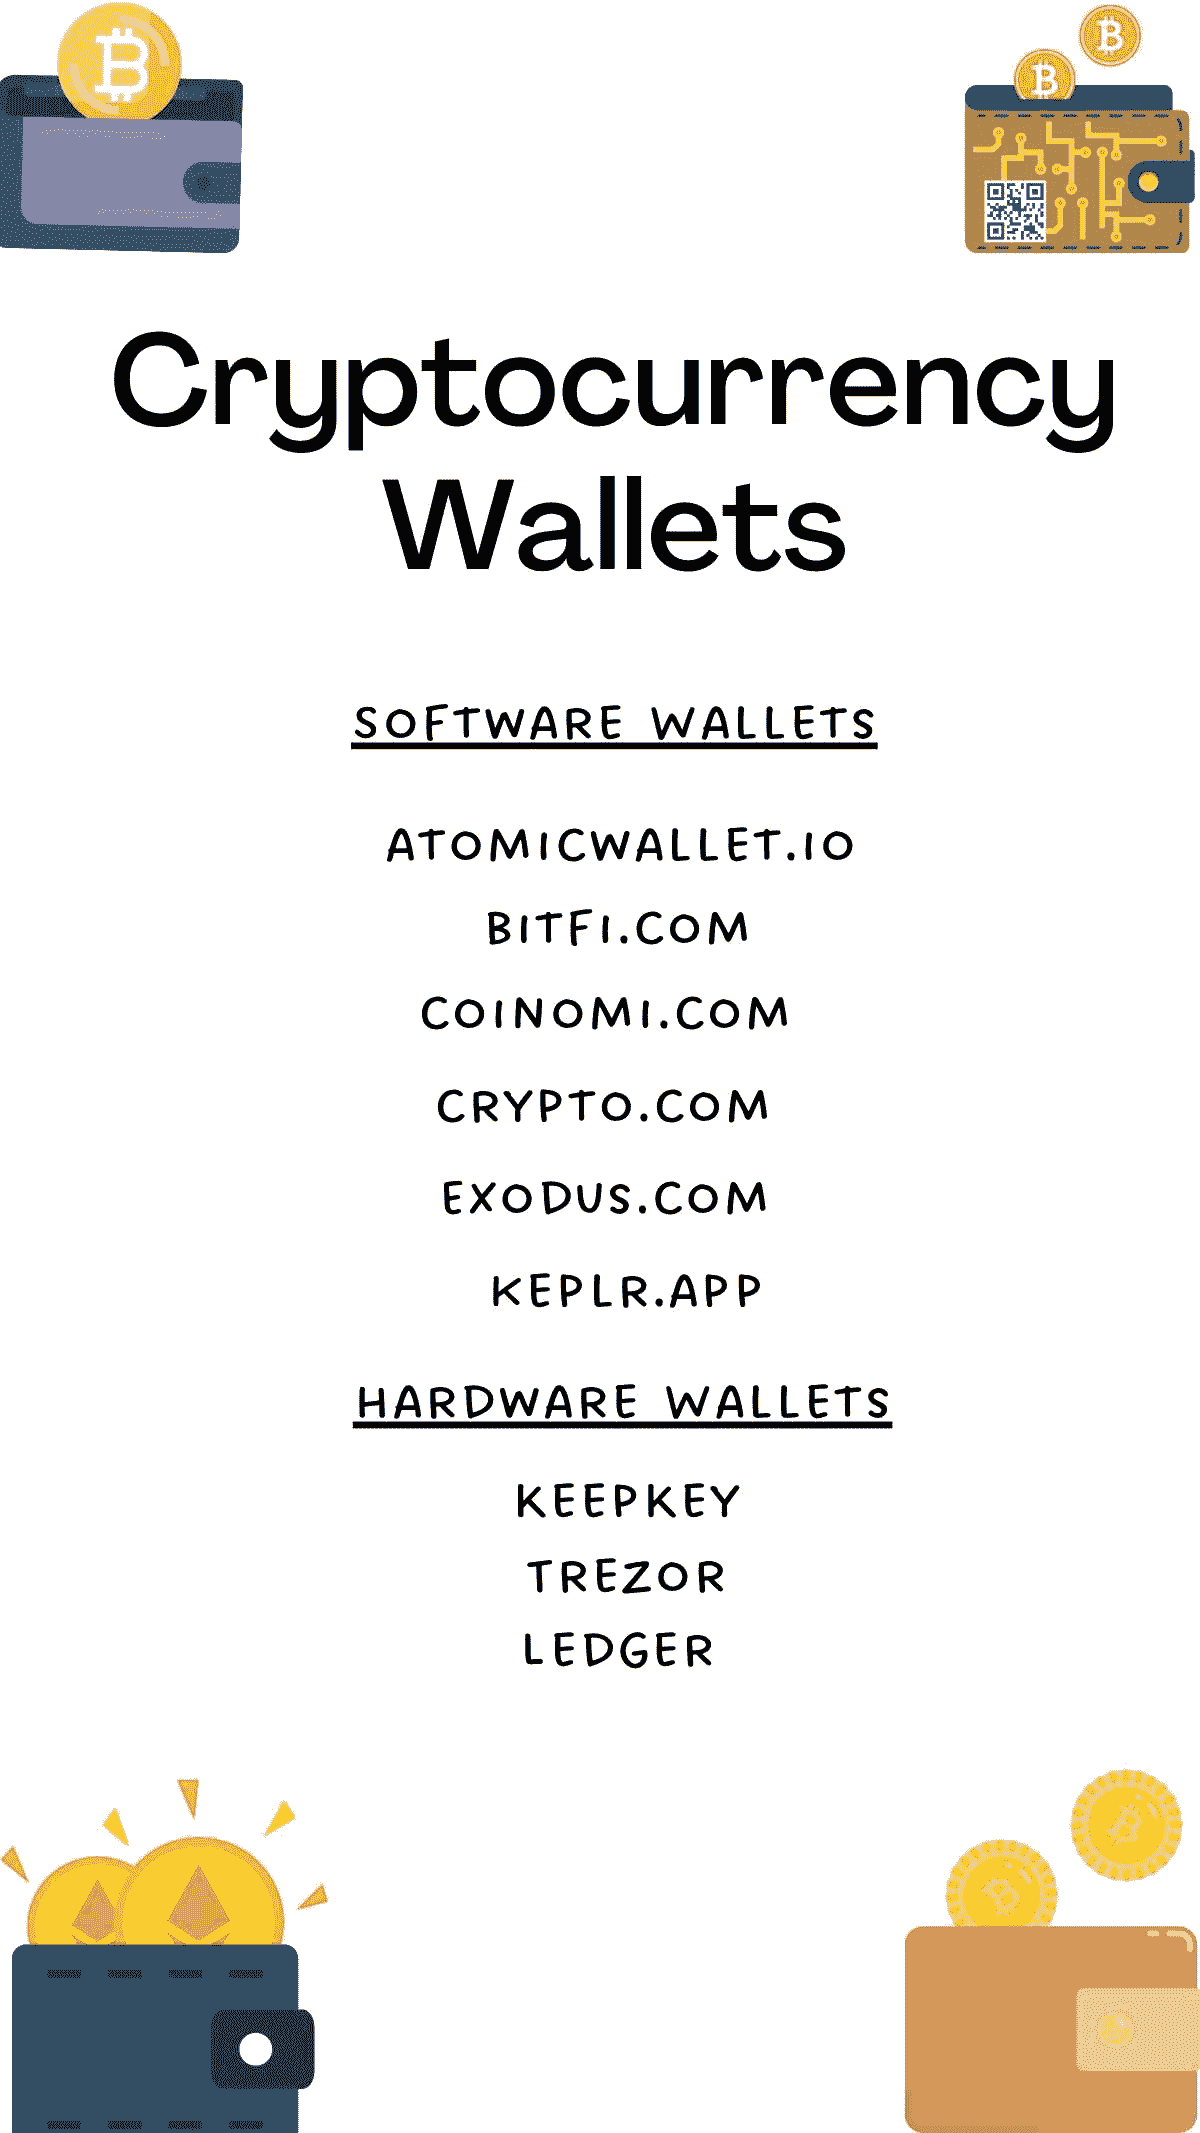 Cryptocurrency
Wallets
SOFTWARE WALLETS
ATOMICWALLET.IO
BITFI.COM
COINOMI.COM
CRYPTO.COM
EXODUS.COM
KEPLR.APP
HARDWARE WALLETS
KEEPKEY
TREZOR
LEDGER